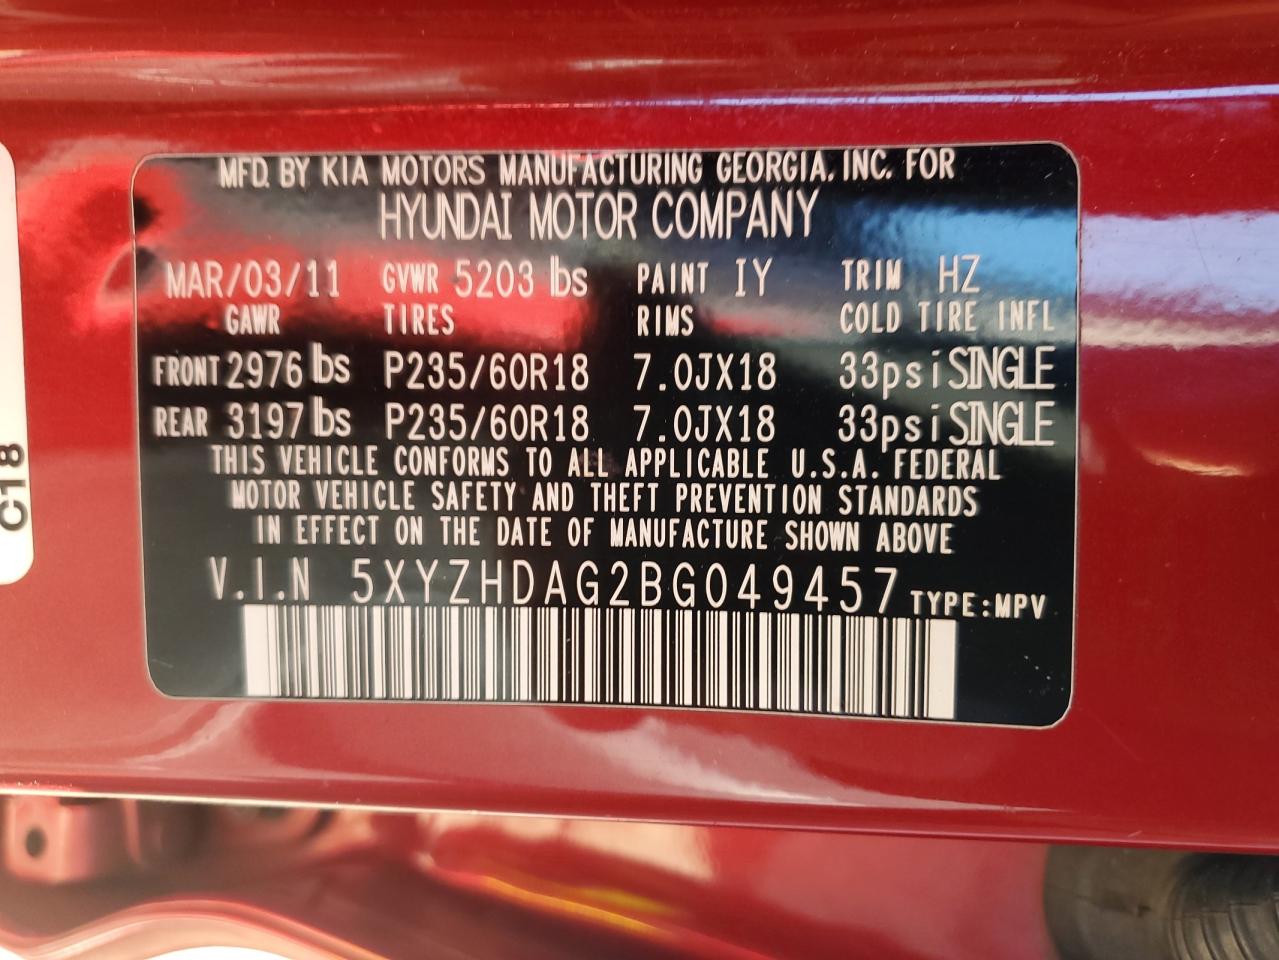 MFD. BY KIA MOTORS MANUFACTURING GEORGIA, INC. FOR
HYUNDAI MOTOR COMPANY
MAR/03/11 GVWR 5203 lbs PAINT IY TRIM HZ
GAWR TIRES RIMS COLD TIRE INFL
FRONT 2976 lbs P235/60R18 7.0JX18 33psi SINGLE
REAR 3197 lbs P235/60R18 7.0JX18 33psi SINGLE
THIS VEHICLE CONFORMS TO ALL APPLICABLE U.S.A. FEDERAL
MOTOR VEHICLE SAFETY AND THEFT PREVENTION STANDARDS
IN EFFECT ON THE DATE OF MANUFACTURE SHOWN ABOVE
V.I.N 5XYZHDAG2BG049457 TYPE:MPV
C18